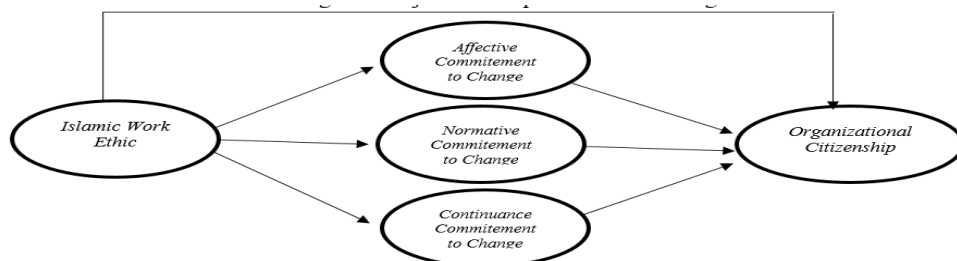 Affective
Commitement
to Change
Islamic Work
Ethic
Normative
Commitement
to Change
Organizational
Citizenship
Continuance
Commitement
to Change